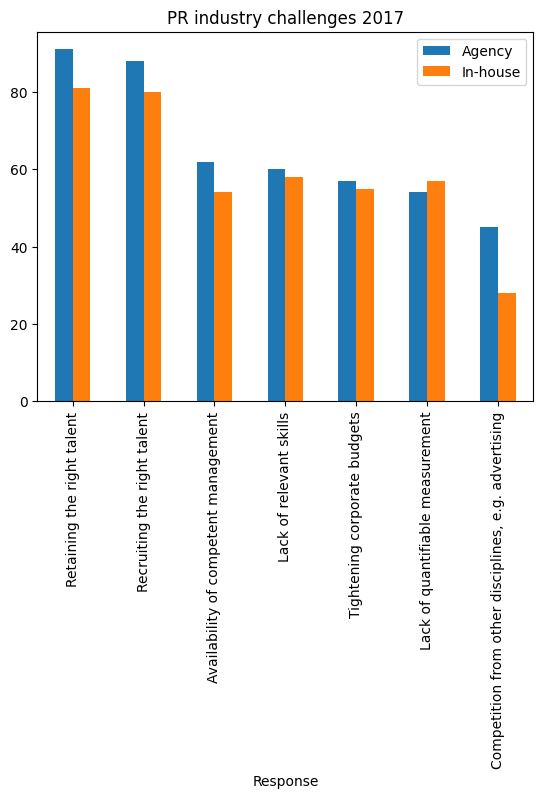 PR industry challenges 2017
Agency
In-house
80
60
40
20
0
Retaining the right talent
Recruiting the right talent
Availability of competent management
Lack of relevant skills
Tightening corporate budgets
Lack of quantifiable measurement
Competition from other disciplines, e.g. advertising
Response